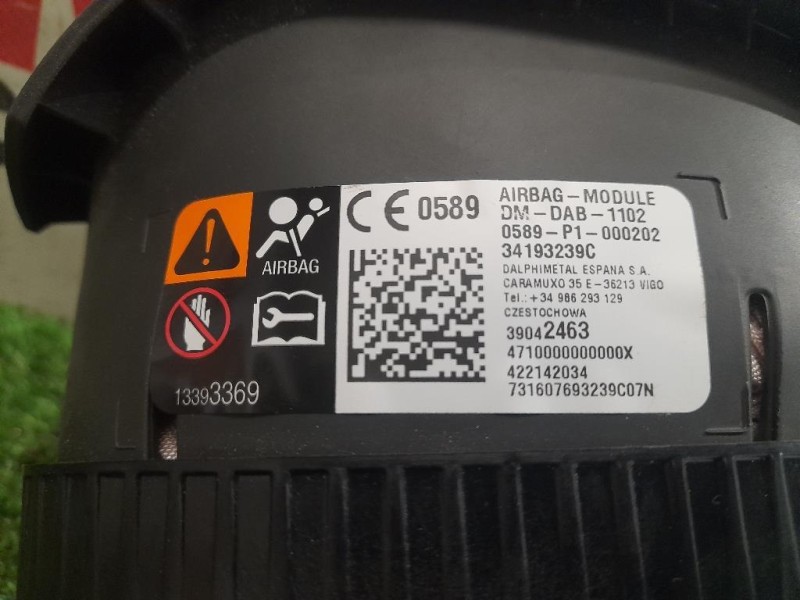 AIRBAG
13393369
CE 0589
AIRBAG-MODULE
DM-DAB-1102
0589-P1-000202
34193239C
DALPHIMETAL ESPANA S.A.
CARAMUXO 35 E-36213 VIGO
Tel.: +34 986 293 129
CZESTOCHOWA
39042463
4710000000000X
422142034
731607693239C07N